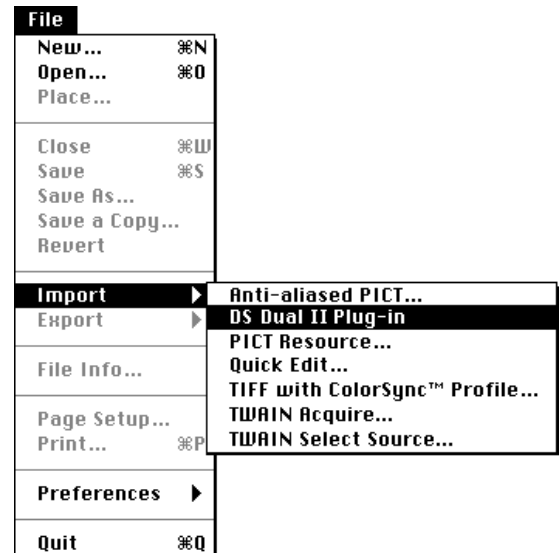 File
New... ⌘N
Open... ⌘O
Place...
Close ⌘W
Save ⌘S
Save As...
Save a Copy...
Revert
Import ▶
Export ▶
File Info...
Page Setup...
Print... ⌘P
Preferences ▶
Quit ⌘Q
Anti-aliased PICT...
DS Dual II Plug-in
PICT Resource...
Quick Edit...
TIFF with ColorSync™ Profile...
TWAIN Acquire...
TWAIN Select Source...